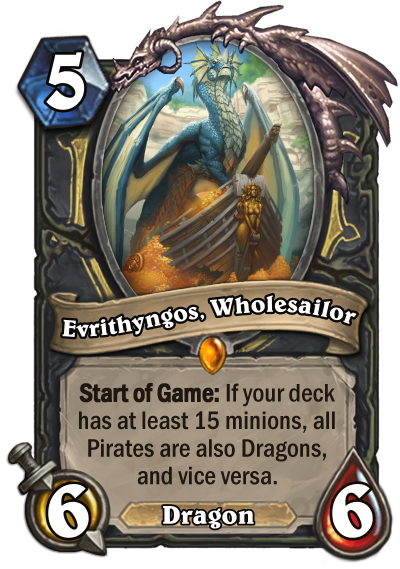 5
Evrithyngos, Wholesailor
Start of Game: If your deck
has at least 15 minions, all
Pirates are also Dragons,
and vice versa.
6
Dragon
6